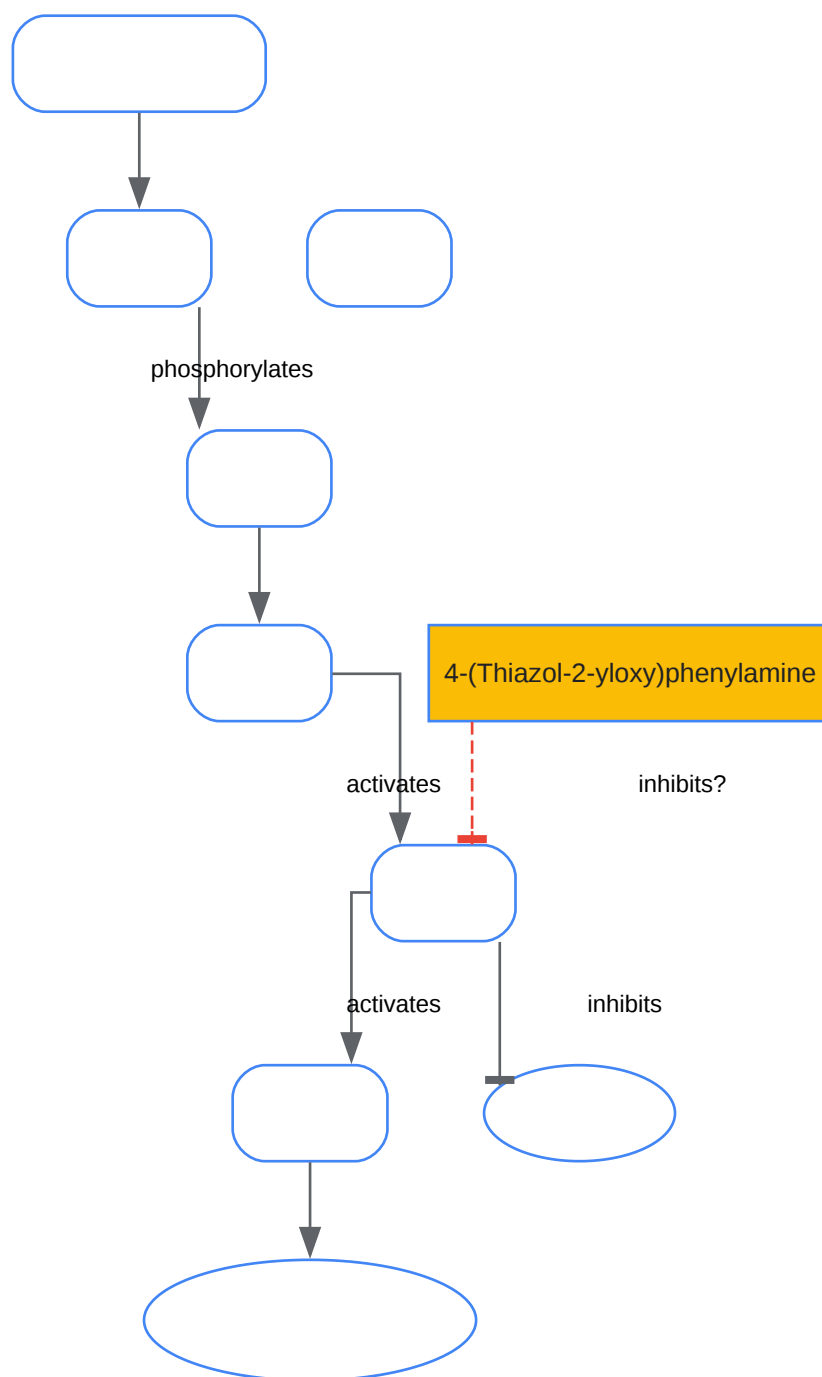 phosphorylates
4-(Thiazol-2-yloxy)phenylamine
activates
inhibits?
activates
inhibits